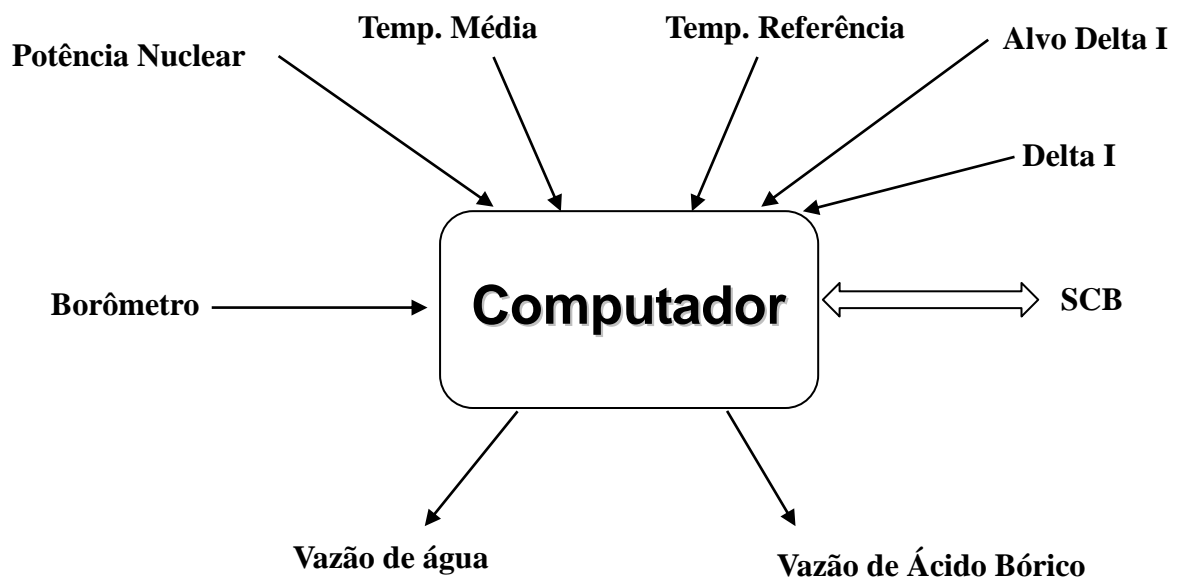 Temp. Média
Temp. Referência
Alvo Delta I
Potência Nuclear
Delta I
Borômetro
Computador
SCB
Vazão de água
Vazão de Ácido Bórico